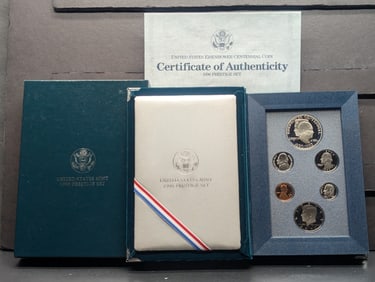 UNITED STATES EISENHOWER CENTENNIAL COIN
Certificate of Authenticity
1990 PRESTIGE SET
UNITED STATES MINT
1990 PRESTIGE SET
UNITED STATES MINT
1990 PRESTIGE SET